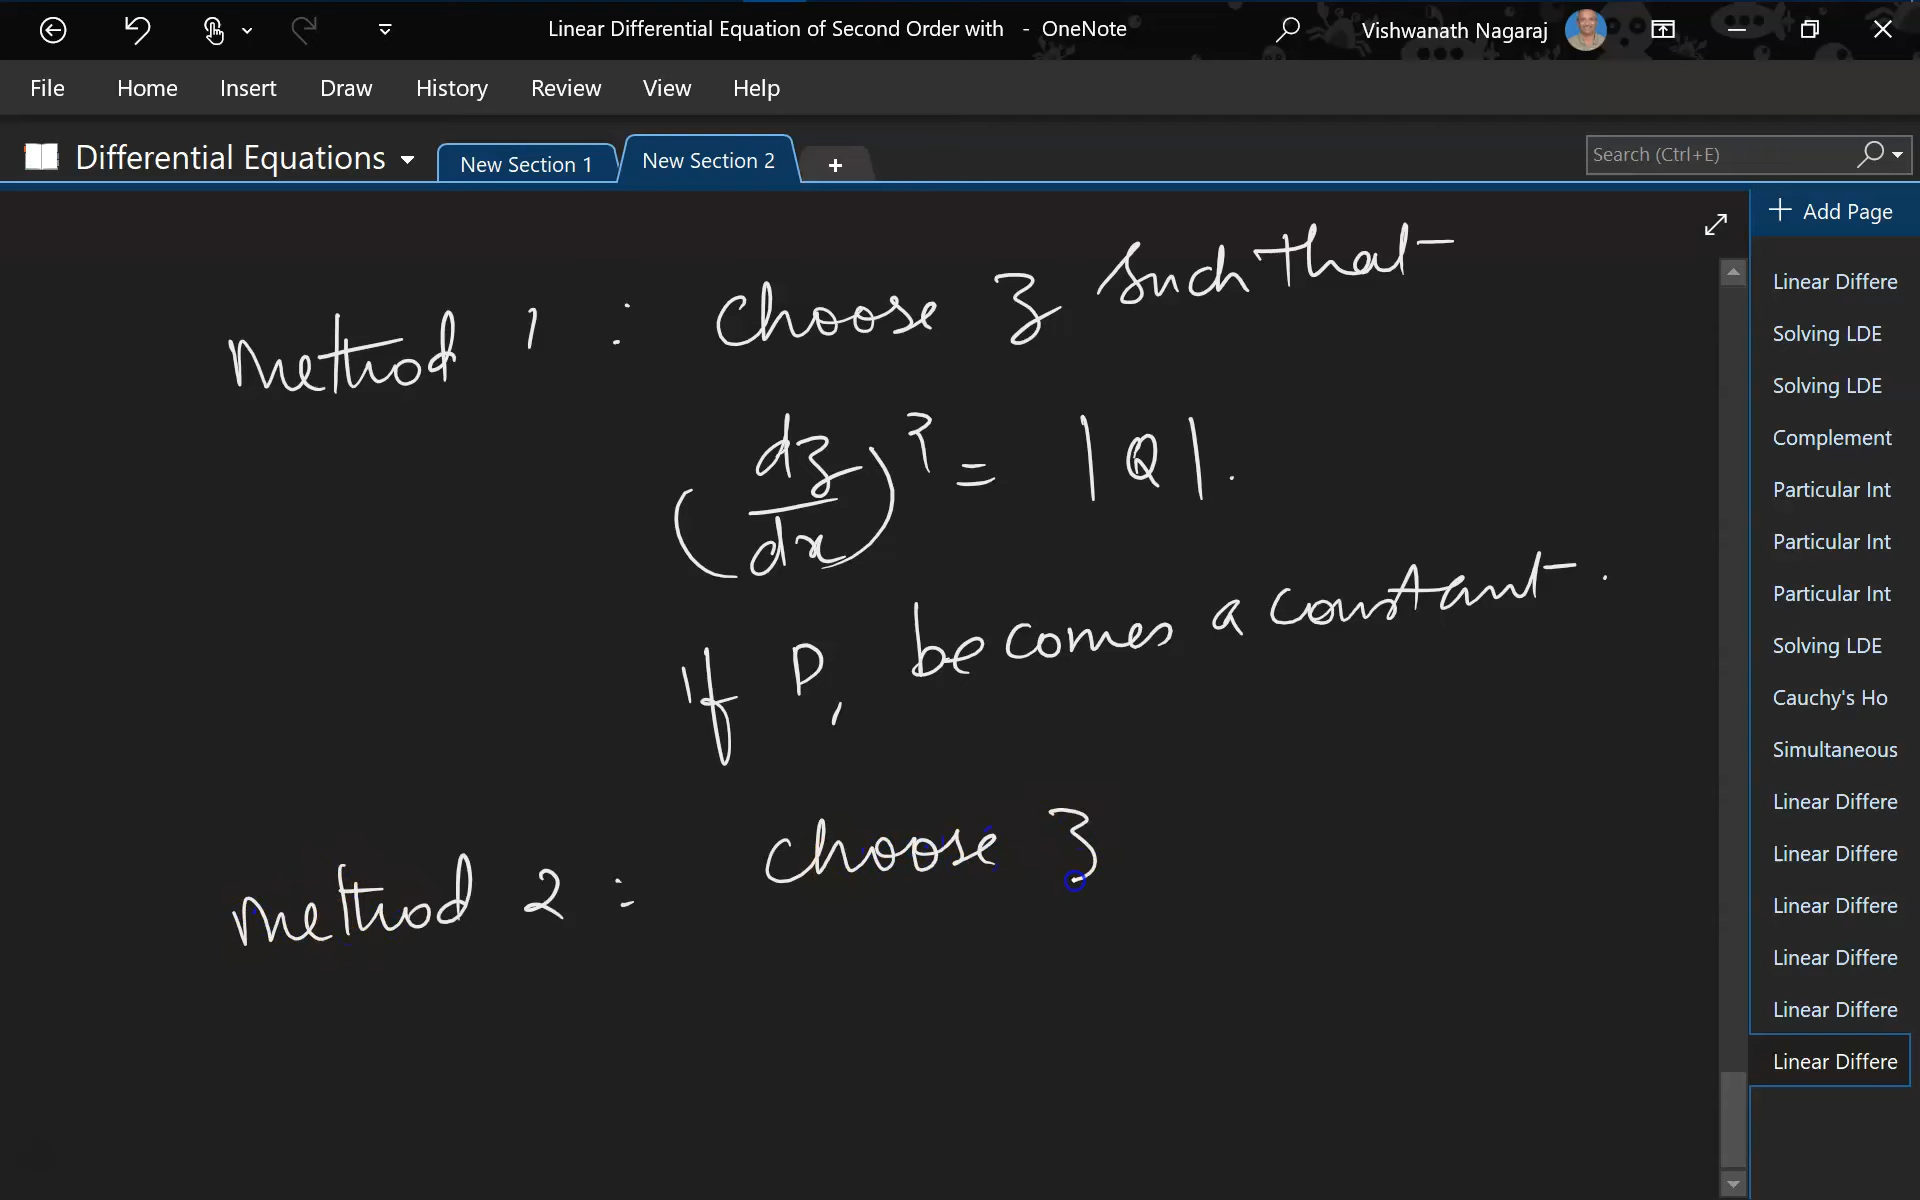 Linear Differential Equation of Second Order with - OneNote
Vishwanath Nagaraj
File Home Insert Draw History Review View Help
Differential Equations
New Section 1
New Section 2
+
Search (Ctrl+E)
Add Page
Linear Differe
Solving LDE
Solving LDE
Complement
Particular Int
Particular Int
Particular Int
Solving LDE
Cauchy's Ho
Simultaneous
Linear Differe
Linear Differe
Linear Differe
Linear Differe
Linear Differe
Linear Differe
Method 1 : choose z such that
(dz/dx)² = |Q|.
if P₁ becomes a constant.
Method 2 : choose z